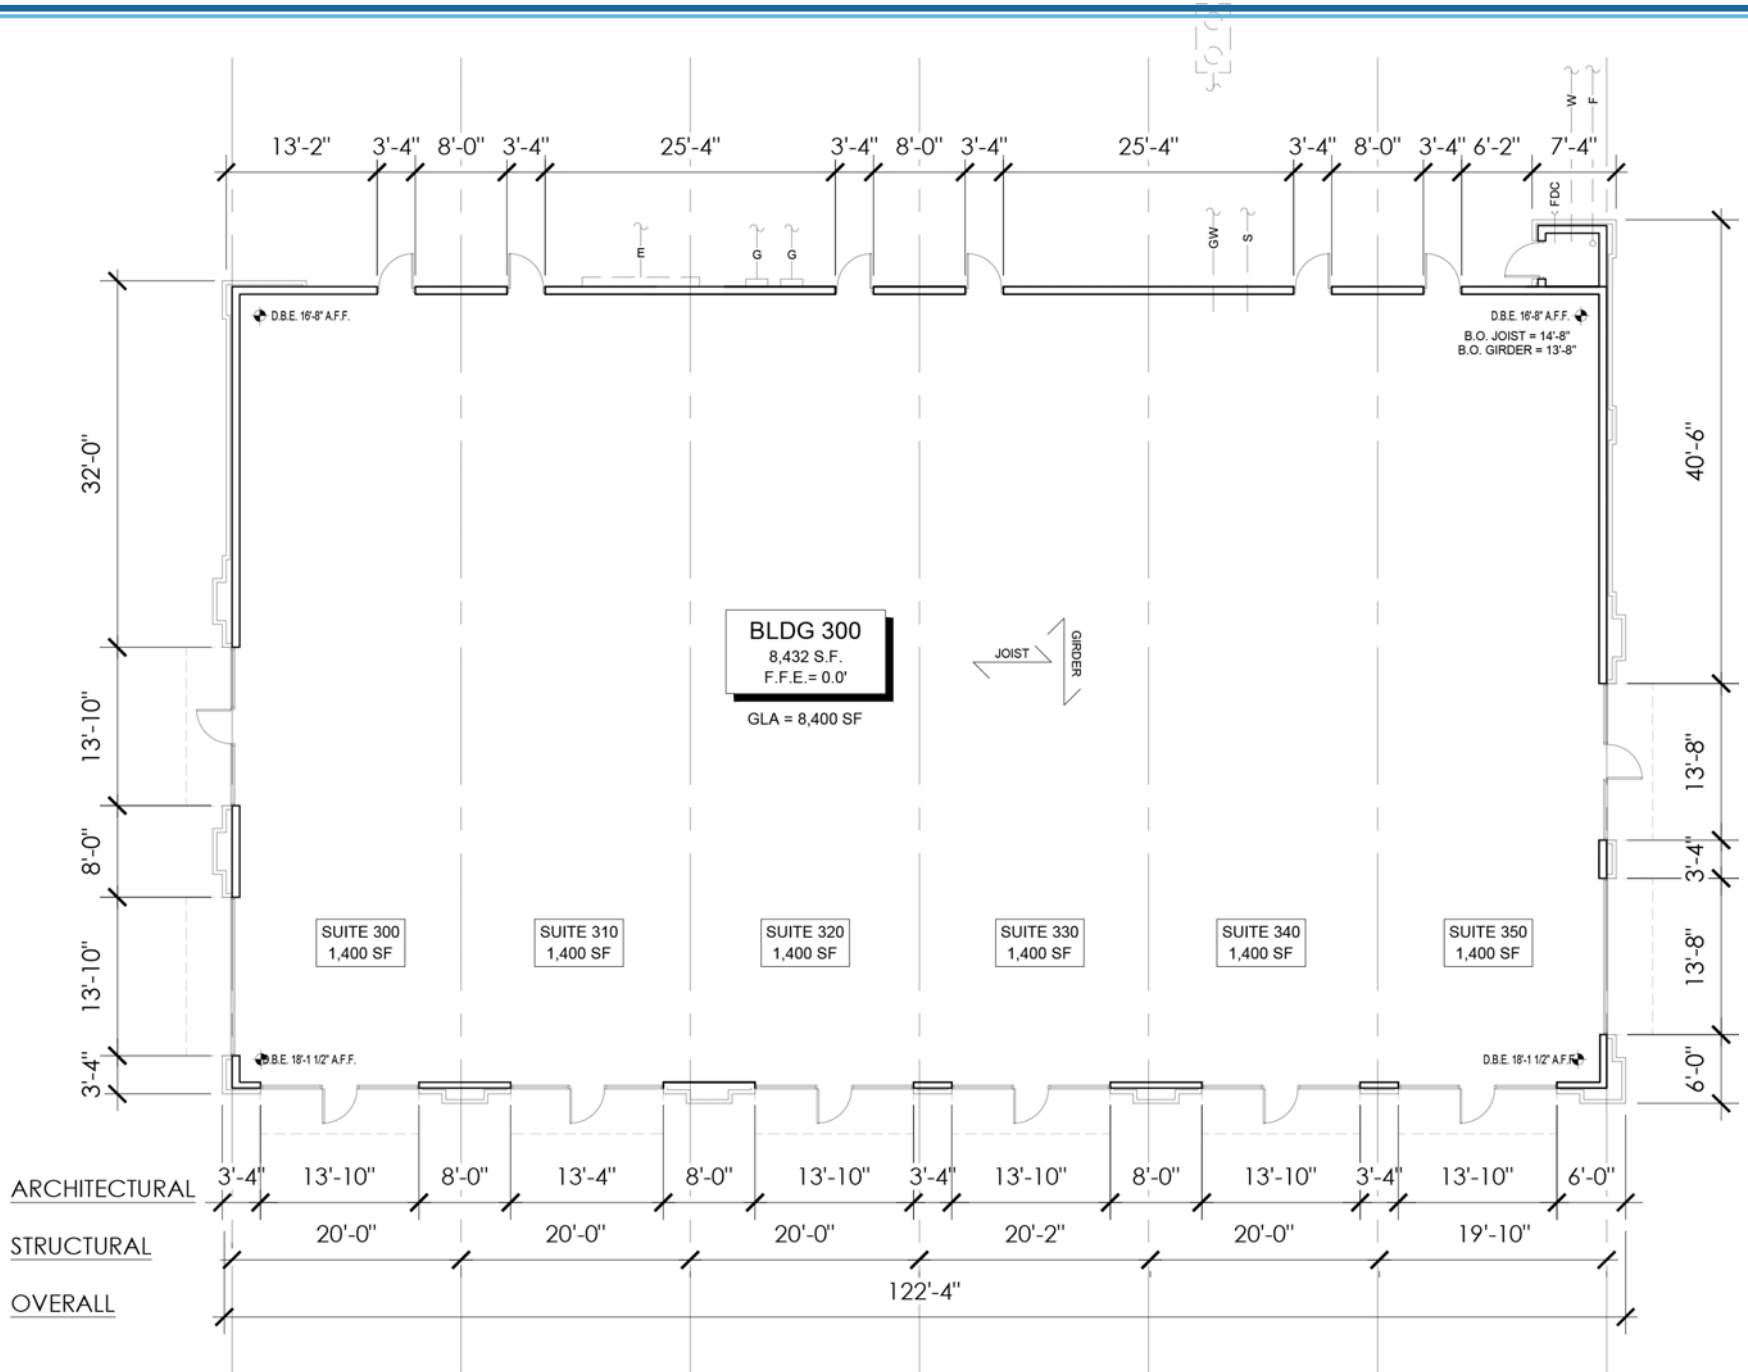 13'-2" 3'-4" 8'-0" 3'-4" 25'-4" 3'-4" 8'-0" 3'-4" 25'-4" 3'-4" 8'-0" 3'-4" 6'-2" 7'-4"
W
F
FDC
E
G
G
GW
S
D.B.E. 16'-8" A.F.F.
D.B.E. 16'-8" A.F.F.
B.O. JOIST = 14'-8"
B.O. GIRDER = 13'-8"
32'-0"
13'-10"
8'-0"
13'-10"
3'-4"
40'-6"
13'-8"
3'-4"
13'-8"
6'-0"
BLDG 300
8,432 S.F.
F.F.E.= 0.0'
GLA = 8,400 SF
JOIST
GIRDER
SUITE 300
1,400 SF
SUITE 310
1,400 SF
SUITE 320
1,400 SF
SUITE 330
1,400 SF
SUITE 340
1,400 SF
SUITE 350
1,400 SF
D.B.E. 18'-1 1/2" A.F.F.
D.B.E. 18'-1 1/2" A.F.F.
ARCHITECTURAL 3'-4" 13'-10" 8'-0" 13'-4" 8'-0" 13'-10" 3'-4" 13'-10" 8'-0" 13'-10" 3'-4" 13'-10" 6'-0"
STRUCTURAL 20'-0" 20'-0" 20'-0" 20'-2" 20'-0" 19'-10"
OVERALL 122'-4"